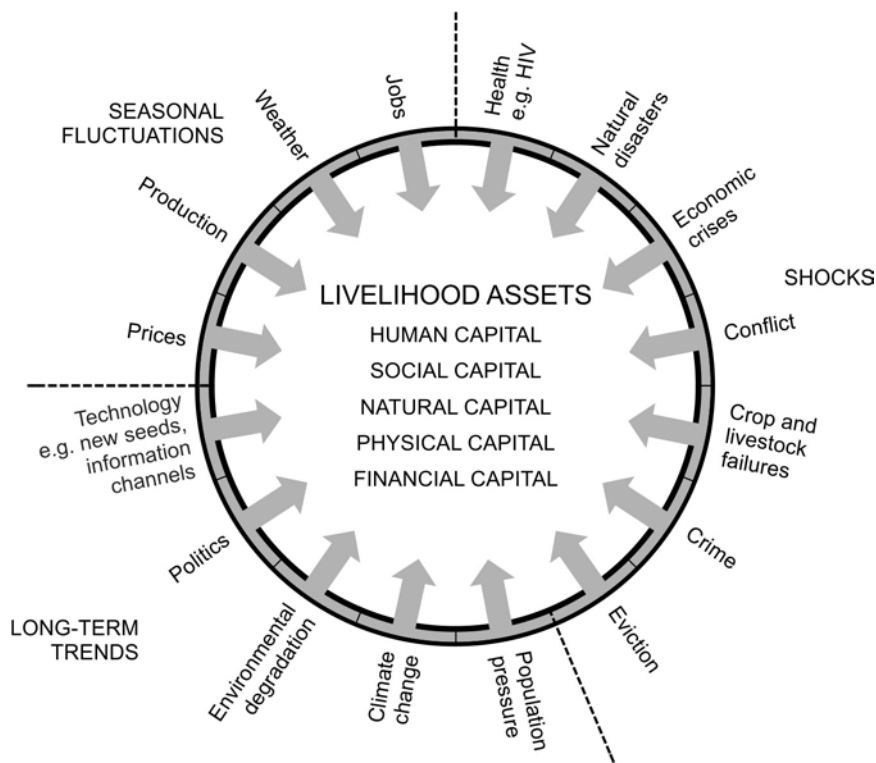 SEASONAL
FLUCTUATIONS
Production
Weather
Jobs
Prices
Health
e.g. HIV
Natural
disasters
Economic
crises
SHOCKS
Conflict
Crop and
livestock
failures
Crime
Eviction
LIVELIHOOD ASSETS
HUMAN CAPITAL
SOCIAL CAPITAL
NATURAL CAPITAL
PHYSICAL CAPITAL
FINANCIAL CAPITAL
Technology
e.g. new seeds,
information
channels
Politics
LONG-TERM
TRENDS
Environmental
degradation
Climate
change
Population
pressure